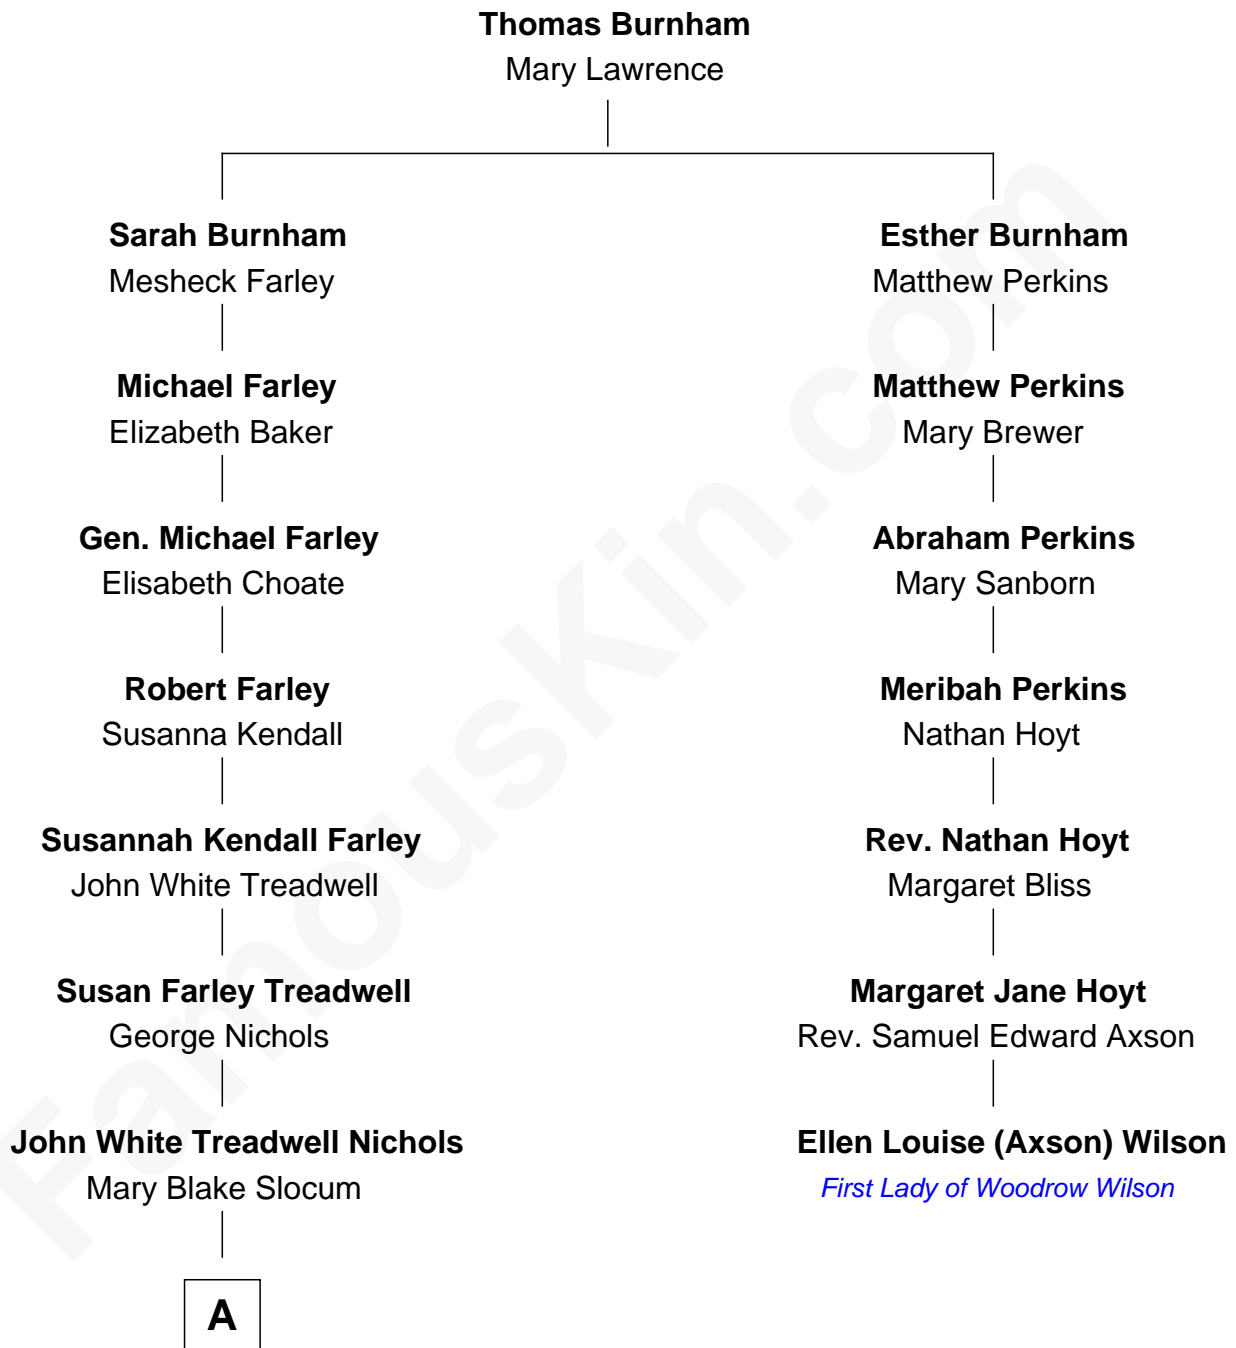 Thomas Burnham
Mary Lawrence
Sarah Burnham
Mesheck Farley
Michael Farley
Elizabeth Baker
Gen. Michael Farley
Elisabeth Choate
Robert Farley
Susanna Kendall
Susannah Kendall Farley
John White Treadwell
Susan Farley Treadwell
George Nichols
John White Treadwell Nichols
Mary Blake Slocum
A
Esther Burnham
Matthew Perkins
Matthew Perkins
Mary Brewer
Abraham Perkins
Mary Sanborn
Meribah Perkins
Nathan Hoyt
Rev. Nathan Hoyt
Margaret Bliss
Margaret Jane Hoyt
Rev. Samuel Edward Axson
Ellen Louise (Axson) Wilson
First Lady of Woodrow Wilson
FamousKin.com